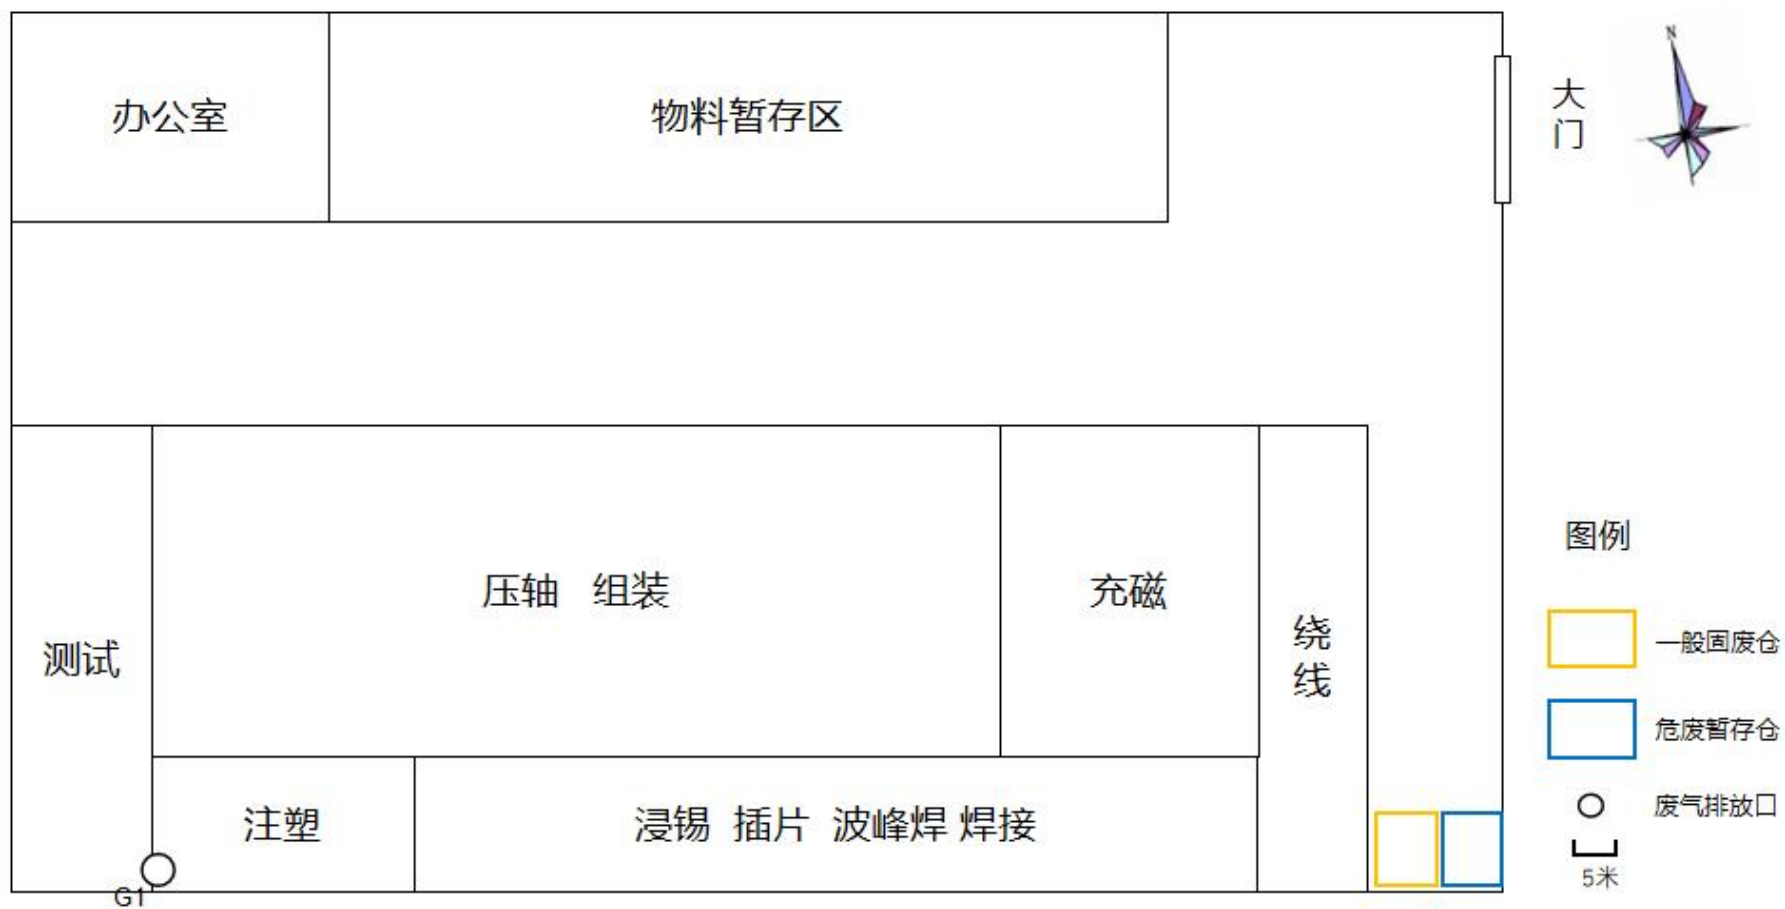 办公室
物料暂存区
大
门
N
测试
压轴 组装
充磁
绕
线
注塑
浸锡 插片 波峰焊 焊接
G1
图例
一般固废仓
危废暂存仓
废气排放口
5米